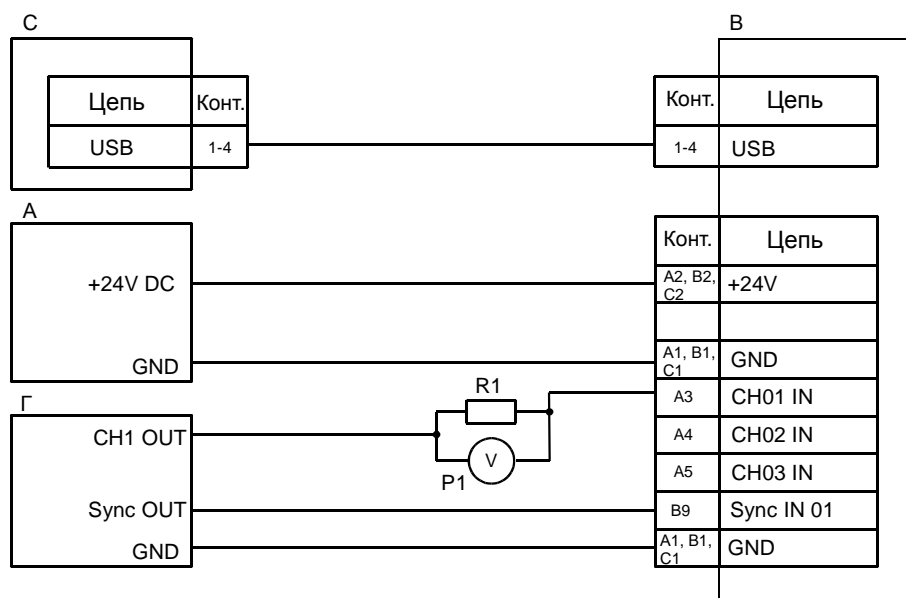 С
В
Цепь Конт.
USB 1-4
Конт. Цепь
1-4 USB
А
+24V DC
GND
Конт. Цепь
A2, B2, C2 +24V
A1, B1, C1 GND
A3 CH01 IN
A4 CH02 IN
A5 CH03 IN
B9 Sync IN 01
A1, B1, C1 GND
R1
V
P1
Г
CH1 OUT
Sync OUT
GND